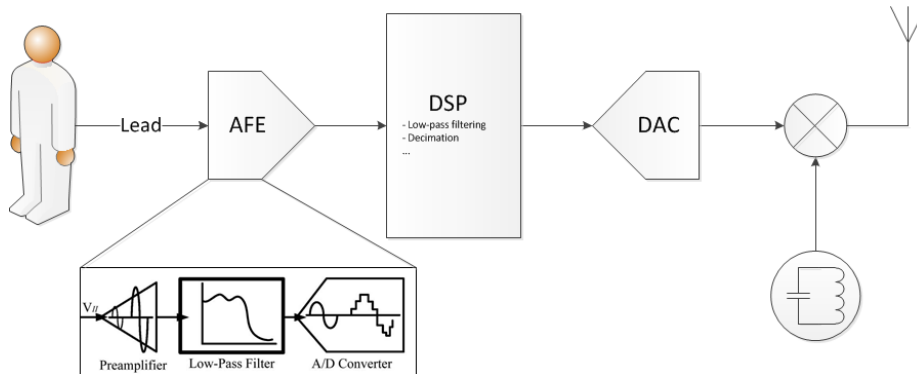 Lead
AFE
DSP
- Low-pass filtering
- Decimation
...
DAC
V//
Preamplifier
Low-Pass Filter
A/D Converter